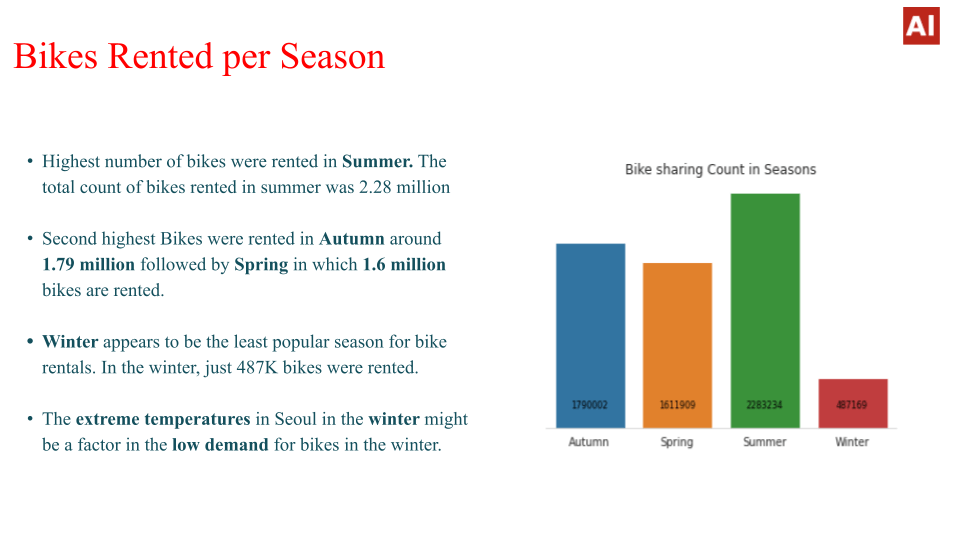 AI
Bikes Rented per Season
• Highest number of bikes were rented in Summer. The
total count of bikes rented in summer was 2.28 million
• Second highest Bikes were rented in Autumn around
1.79 million followed by Spring in which 1.6 million
bikes are rented.
• Winter appears to be the least popular season for bike
rentals. In the winter, just 487K bikes were rented.
• The extreme temperatures in Seoul in the winter might
be a factor in the low demand for bikes in the winter.
Bike sharing Count in Seasons
1790002 1611909 2283234 487169
Autumn Spring Summer Winter